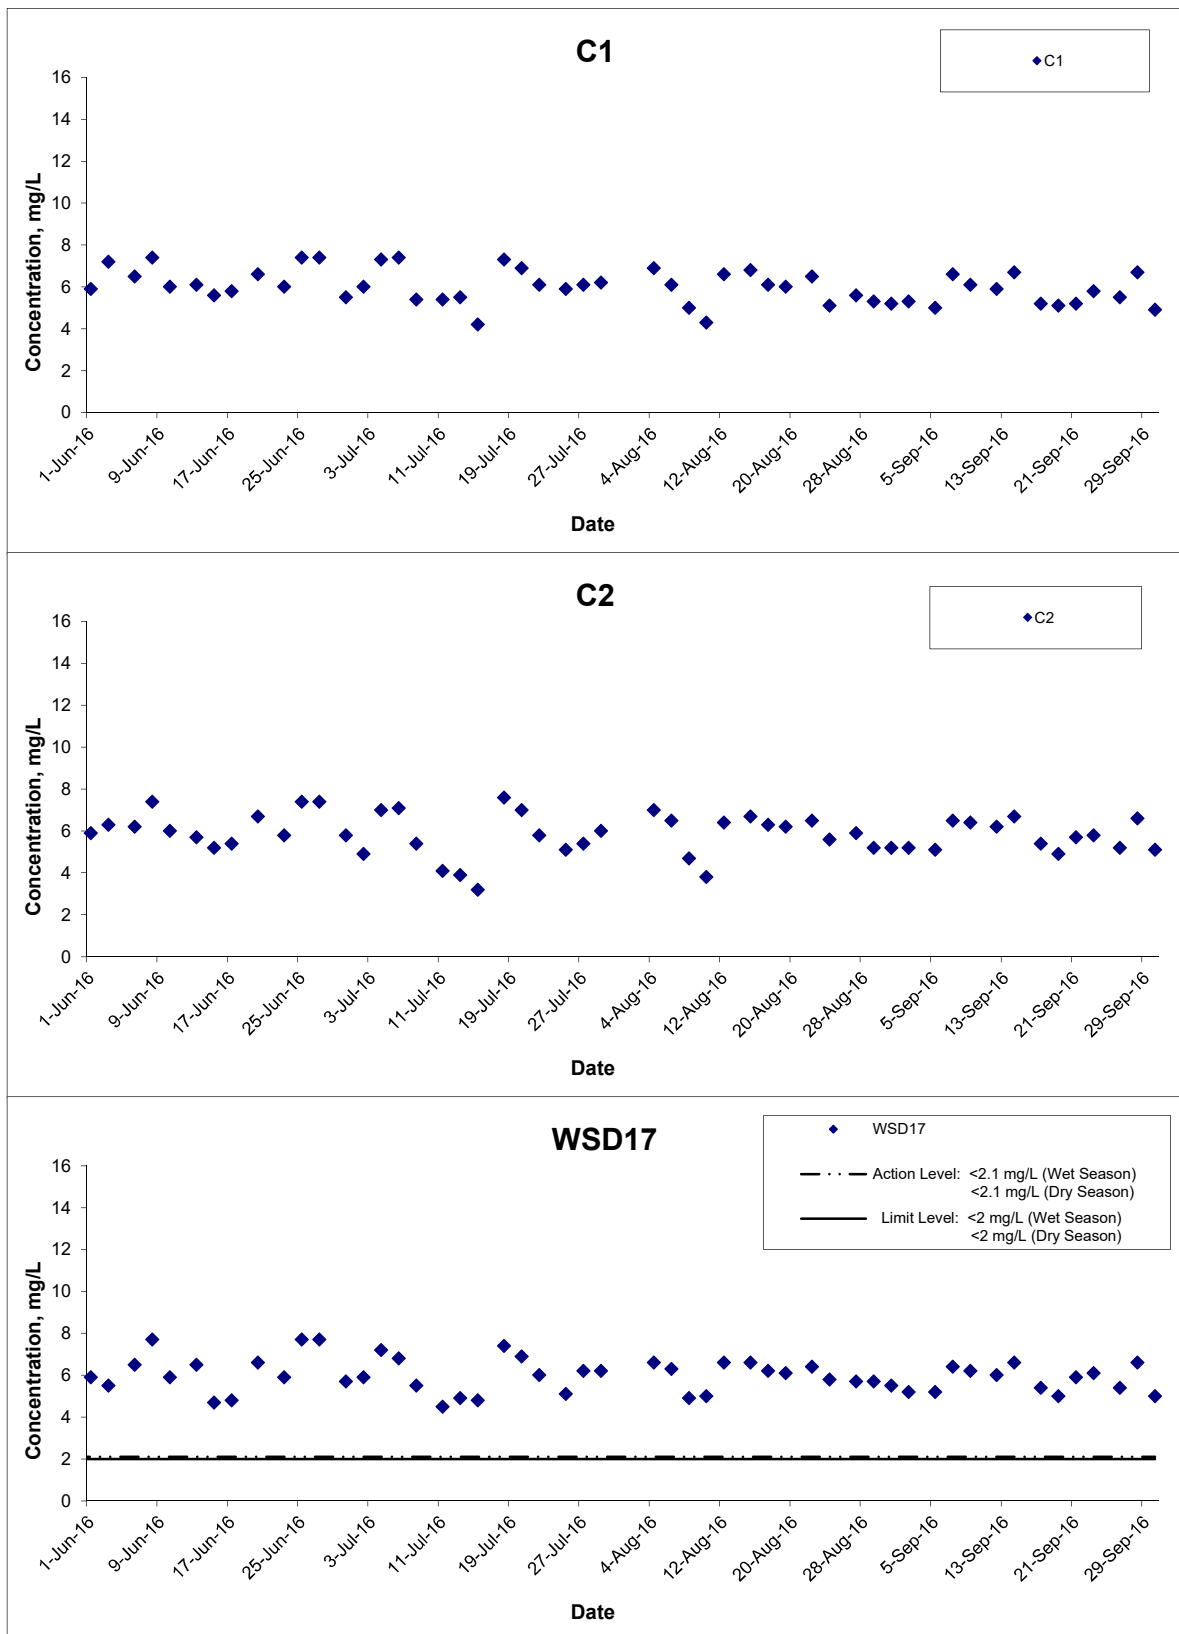 C1
C1
16
14
12
10
8
6
4
2
0
Concentration, mg/L
1-Jun-16
9-Jun-16
17-Jun-16
25-Jun-16
3-Jul-16
11-Jul-16
19-Jul-16
27-Jul-16
4-Aug-16
12-Aug-16
20-Aug-16
28-Aug-16
5-Sep-16
13-Sep-16
21-Sep-16
29-Sep-16
Date
C2
C2
16
14
12
10
8
6
4
2
0
Concentration, mg/L
1-Jun-16
9-Jun-16
17-Jun-16
25-Jun-16
3-Jul-16
11-Jul-16
19-Jul-16
27-Jul-16
4-Aug-16
12-Aug-16
20-Aug-16
28-Aug-16
5-Sep-16
13-Sep-16
21-Sep-16
29-Sep-16
Date
WSD17
WSD17
Action Level: <2.1 mg/L (Wet Season)
<2.1 mg/L (Dry Season)
Limit Level: <2 mg/L (Wet Season)
<2 mg/L (Dry Season)
16
14
12
10
8
6
4
2
0
Concentration, mg/L
1-Jun-16
9-Jun-16
17-Jun-16
25-Jun-16
3-Jul-16
11-Jul-16
19-Jul-16
27-Jul-16
4-Aug-16
12-Aug-16
20-Aug-16
28-Aug-16
5-Sep-16
13-Sep-16
21-Sep-16
29-Sep-16
Date